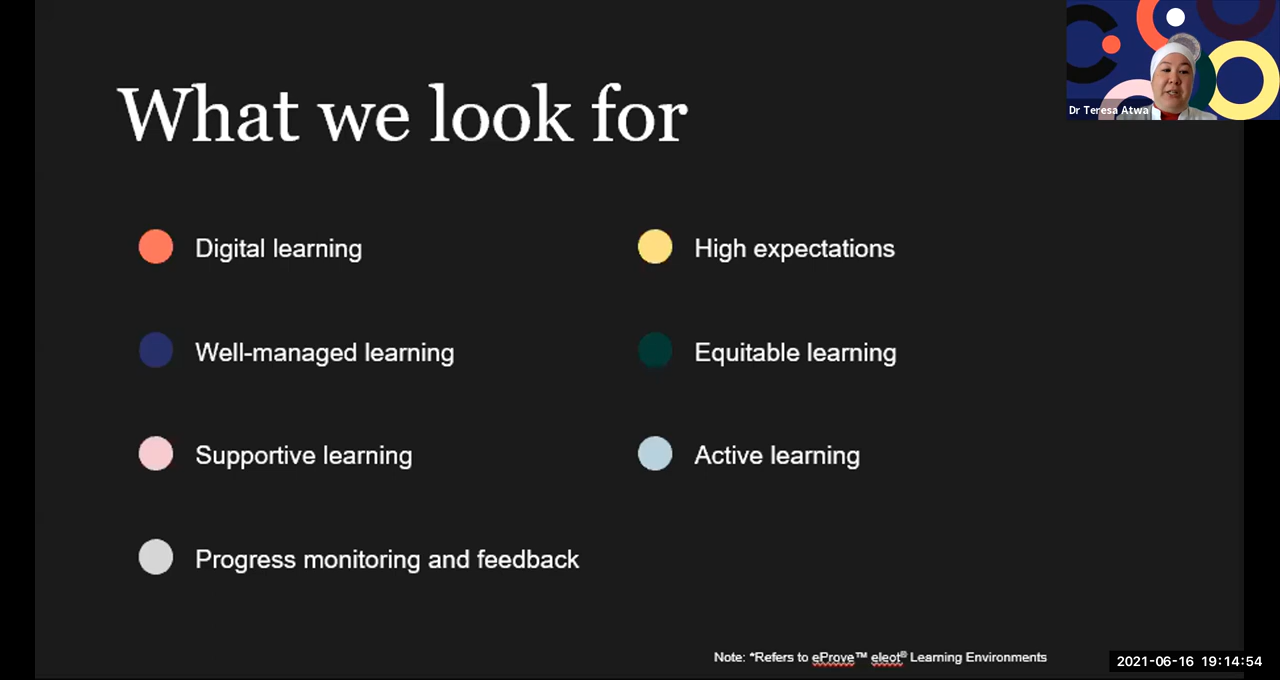 What we look for
Dr Teresa Atwa
Digital learning
High expectations
Well-managed learning
Equitable learning
Supportive learning
Active learning
Progress monitoring and feedback
Note: *Refers to eProve™ eleot® Learning Environments
2021-06-16 19:14:54